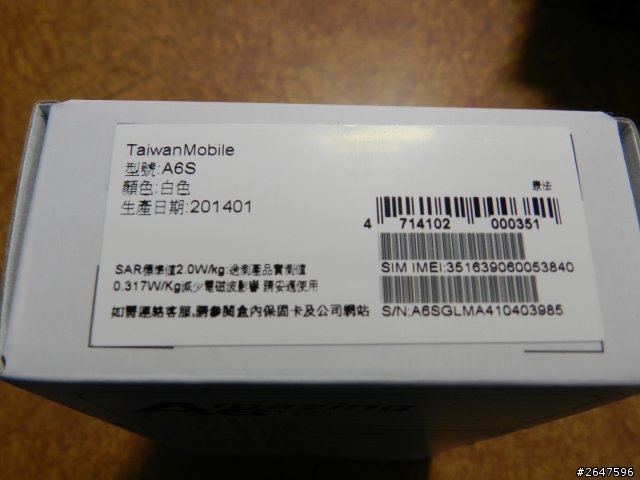 TaiwanMobile
型號:A6S
顏色:白色
生產日期:201401
康法
4 714102 000351
SAR標準值2.0W/kg:送測產品實測值
0.317W/Kg減少電磁波影響 請妥適使用
SIM IMEI:351639060053840
如需連絡客服,請參閱盒內保固卡及公司網站
S/N:A6SGLMA410403985
Amazing
#2647596